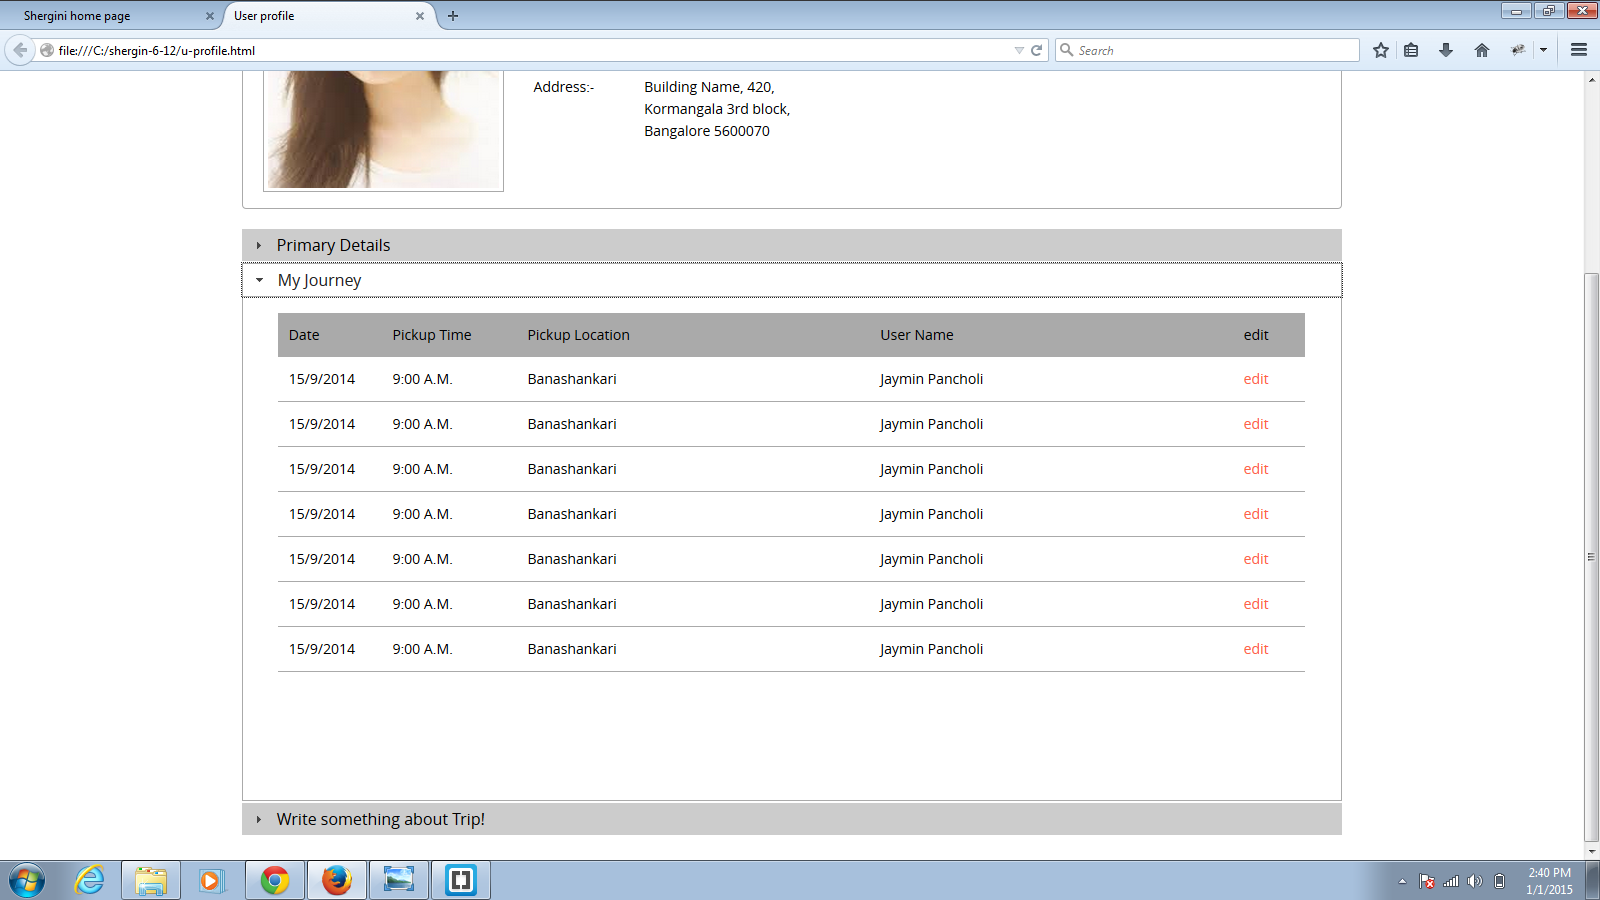 Shergini home page
User profile
file:///C:/shergin-6-12/u-profile.html
Search
Address:- Building Name, 420,
Kormangala 3rd block,
Bangalore 5600070
Primary Details
My Journey
Date Pickup Time Pickup Location User Name edit
15/9/2014 9:00 A.M. Banashankari Jaymin Pancholi edit
15/9/2014 9:00 A.M. Banashankari Jaymin Pancholi edit
15/9/2014 9:00 A.M. Banashankari Jaymin Pancholi edit
15/9/2014 9:00 A.M. Banashankari Jaymin Pancholi edit
15/9/2014 9:00 A.M. Banashankari Jaymin Pancholi edit
15/9/2014 9:00 A.M. Banashankari Jaymin Pancholi edit
15/9/2014 9:00 A.M. Banashankari Jaymin Pancholi edit
Write something about Trip!
2:40 PM
1/1/2015